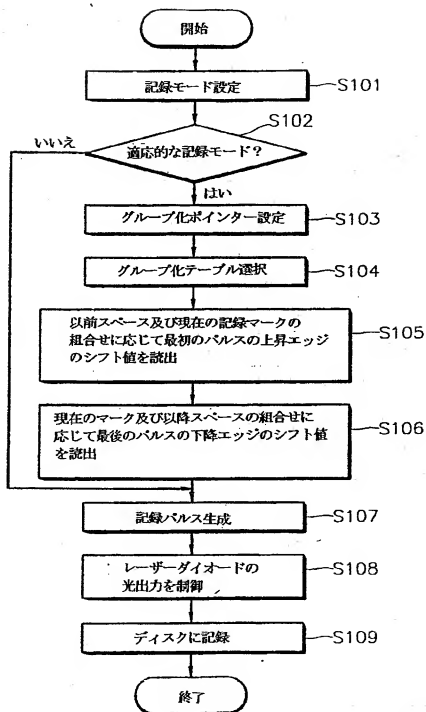 開始
記録モード設定
S101
S102
適応的な記録モード?
いいえ
はい
グループ化ポインター設定
S103
グループ化テーブル選択
S104
以前スペース及び現在の記録マークの
組合せに応じて最初のパルスの上昇エッジ
のシフト値を読出
S105
現在のマーク及び以降スペースの組合せに
応じて最後のパルスの下降エッジのシフト値
を読出
S106
記録パルス生成
S107
レーザーダイオードの
光出力を制御
S108
ディスクに記録
S109
終了